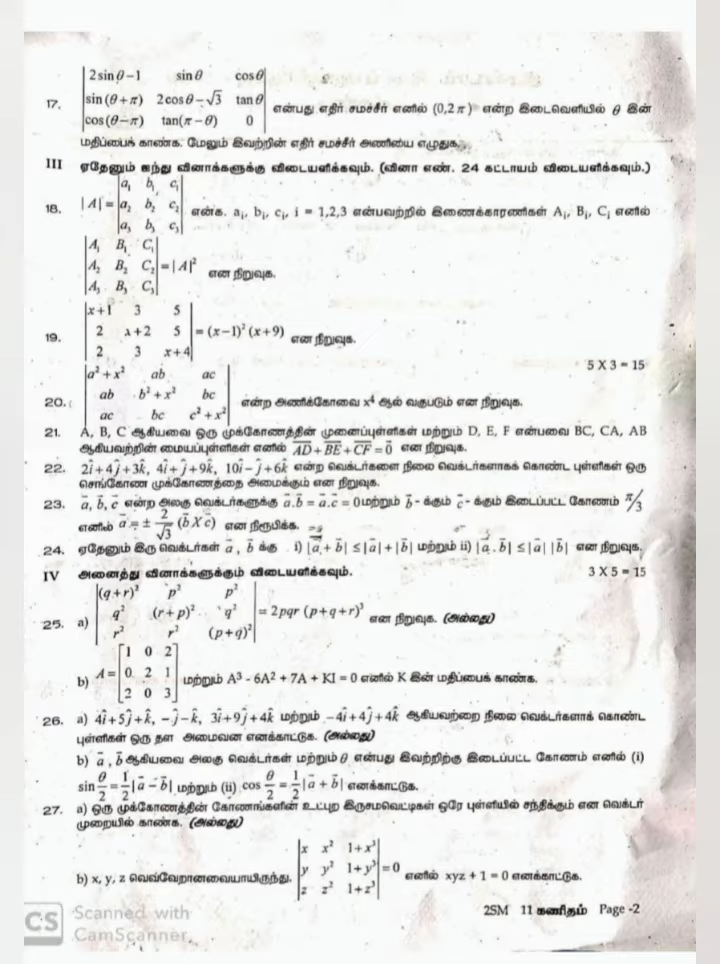 17. | 2 sin θ − 1 sin θ cos θ |
| sin (θ + π) 2 cos θ − √3 tan θ |
| cos (θ − π) tan(π − θ) 0 | என்பது எதிர் சமச்சீர் எனில் (0,2π) என்ற இடைவெளியில் θ இன்
மதிப்பைக் காண்க. மேலும் இவற்றின் எதிர் சமச்சீர் அணியை எழுதுக.
III ஏதேனும் ஐந்து வினாக்களுக்கு விடையளிக்கவும். (வினா எண். 24 கட்டாயம் விடையளிக்கவும்.)
18. |A| = | a₁ b₁ c₁ |
| a₂ b₂ c₂ | என்க. aᵢ, bᵢ, cᵢ, i = 1,2,3 என்பவற்றில் இணைக்காரணிகள் Aᵢ, Bᵢ, Cᵢ எனில்
| a₃ b₃ c₃ |
| A₁ B₁ C₁ |
| A₂ B₂ C₂ | = |A|² என நிறுவுக.
| A₃ B₃ C₃ |
19. | x+1 3 5 |
| 2 x+2 5 | = (x−1)² (x+9) என நிறுவுக.
| 2 3 x+4 |
5 X 3 = 15
20. | a² + x² ab ac |
| ab b² + x² bc | என்ற அணிக்கோவை x⁴ ஆல் வகுபடும் என நிறுவுக.
| ac bc c² + x² |
21. A, B, C ஆகியவை ஒரு முக்கோணத்தின் முனைப்புள்ளிகள் மற்றும் D, E, F என்பவை BC, CA, AB
ஆகியவற்றின் மையப்புள்ளிகள் எனில் AD + BE + CF = 0 என நிறுவுக.
22. 2î + 4ĵ + 3k̂, 4î + ĵ + 9k̂, 10î − ĵ + 6k̂ என்ற வெக்டர்களை நிலை வெக்டர்களாகக் கொண்ட புள்ளிகள் ஒரு
செங்கோண முக்கோணத்தை அமைக்கும் என நிறுவுக.
23. a⃗, b⃗, c⃗ என்ற அலகு வெக்டர்களுக்கு a⃗.b⃗ = a⃗.c⃗ = 0 மற்றும் b⃗ - க்கும் c⃗ - க்கும் இடைப்பட்ட கோணம் π/3
எனில் a⃗ = ± 2/√3 (b⃗ X c⃗) என நிரூபிக்க.
24. ஏதேனும் இரு வெக்டர்கள் a⃗, b⃗ க்கு i) |a⃗ + b⃗| ≤ |a⃗| + |b⃗| மற்றும் ii) |a⃗ . b⃗| ≤ |a⃗| |b⃗| என நிறுவுக.
IV அனைத்து வினாக்களுக்கும் விடையளிக்கவும். 3 X 5 = 15
25. a) | (q+r)² p² p² |
| q² (r+p)² q² | = 2pqr (p+q+r)³ என நிறுவுக. (அல்லது)
| r² r² (p+q)² |
b) A = [ 1 0 2 ]
[ 0 2 1 ] மற்றும் A³ - 6A² + 7A + KI = 0 எனில் K இன் மதிப்பைக் காண்க.
[ 2 0 3 ]
26. a) 4î + 5ĵ + k̂, −ĵ − k̂, 3î + 9ĵ + 4k̂ மற்றும் −4î + 4ĵ + 4k̂ ஆகியவற்றை நிலை வெக்டர்களாக கொண்ட
புள்ளிகள் ஒரு தள அமைவன எனக்காட்டுக. (அல்லது)
b) a⃗, b⃗ ஆகியவை அலகு வெக்டர்கள் மற்றும் θ என்பது இவற்றிற்கு இடைப்பட்ட கோணம் எனில் (i)
sin θ/2 = 1/2 |a⃗ − b⃗| மற்றும் (ii) cos θ/2 = 1/2 |a⃗ + b⃗| எனக்காட்டுக.
27. a) ஒரு முக்கோணத்தின் கோணங்களின் உட்புற இருசமவெட்டிகள் ஒரே புள்ளியில் சந்திக்கும் என வெக்டர்
முறையில் காண்க. (அல்லது)
b) x, y, z வெவ்வேறானவையாயிருந்து, | x x² 1+x³ |
| y y² 1+y³ | = 0 எனில் xyz + 1 = 0 எனக்காட்டுக.
| z z² 1+z³ |
2SM 11 கணிதம் Page -2
CS Scanned with
CamScanner